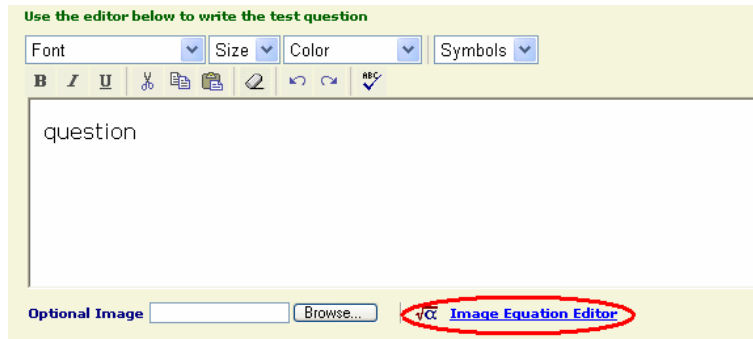 Use the editor below to write the test question
Font Size Color Symbols
B I U ABC
question
Optional Image Browse... √α Image Equation Editor